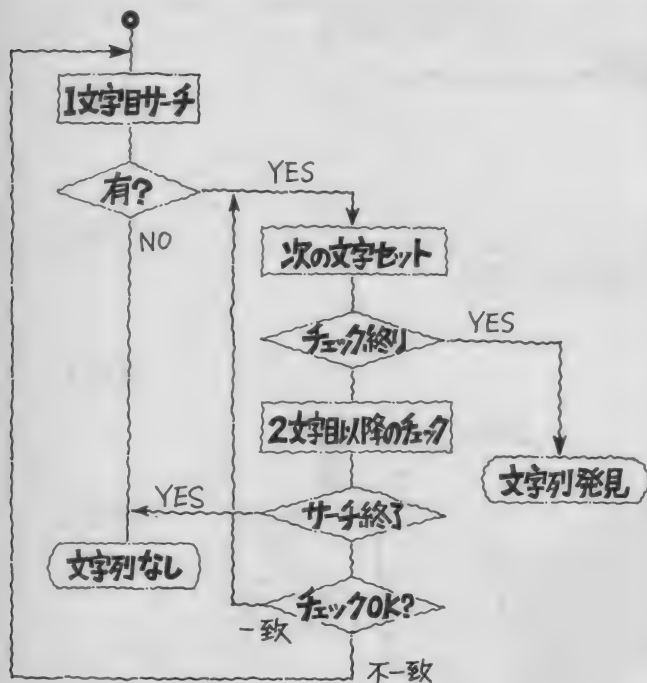 1文字目サーチ
有?
YES
NO
次の文字セット
チェック終り
YES
2文字目以降のチェック
文字列発見
YES
サーチ終了
文字列なし
チェックOK?
一致
不一致